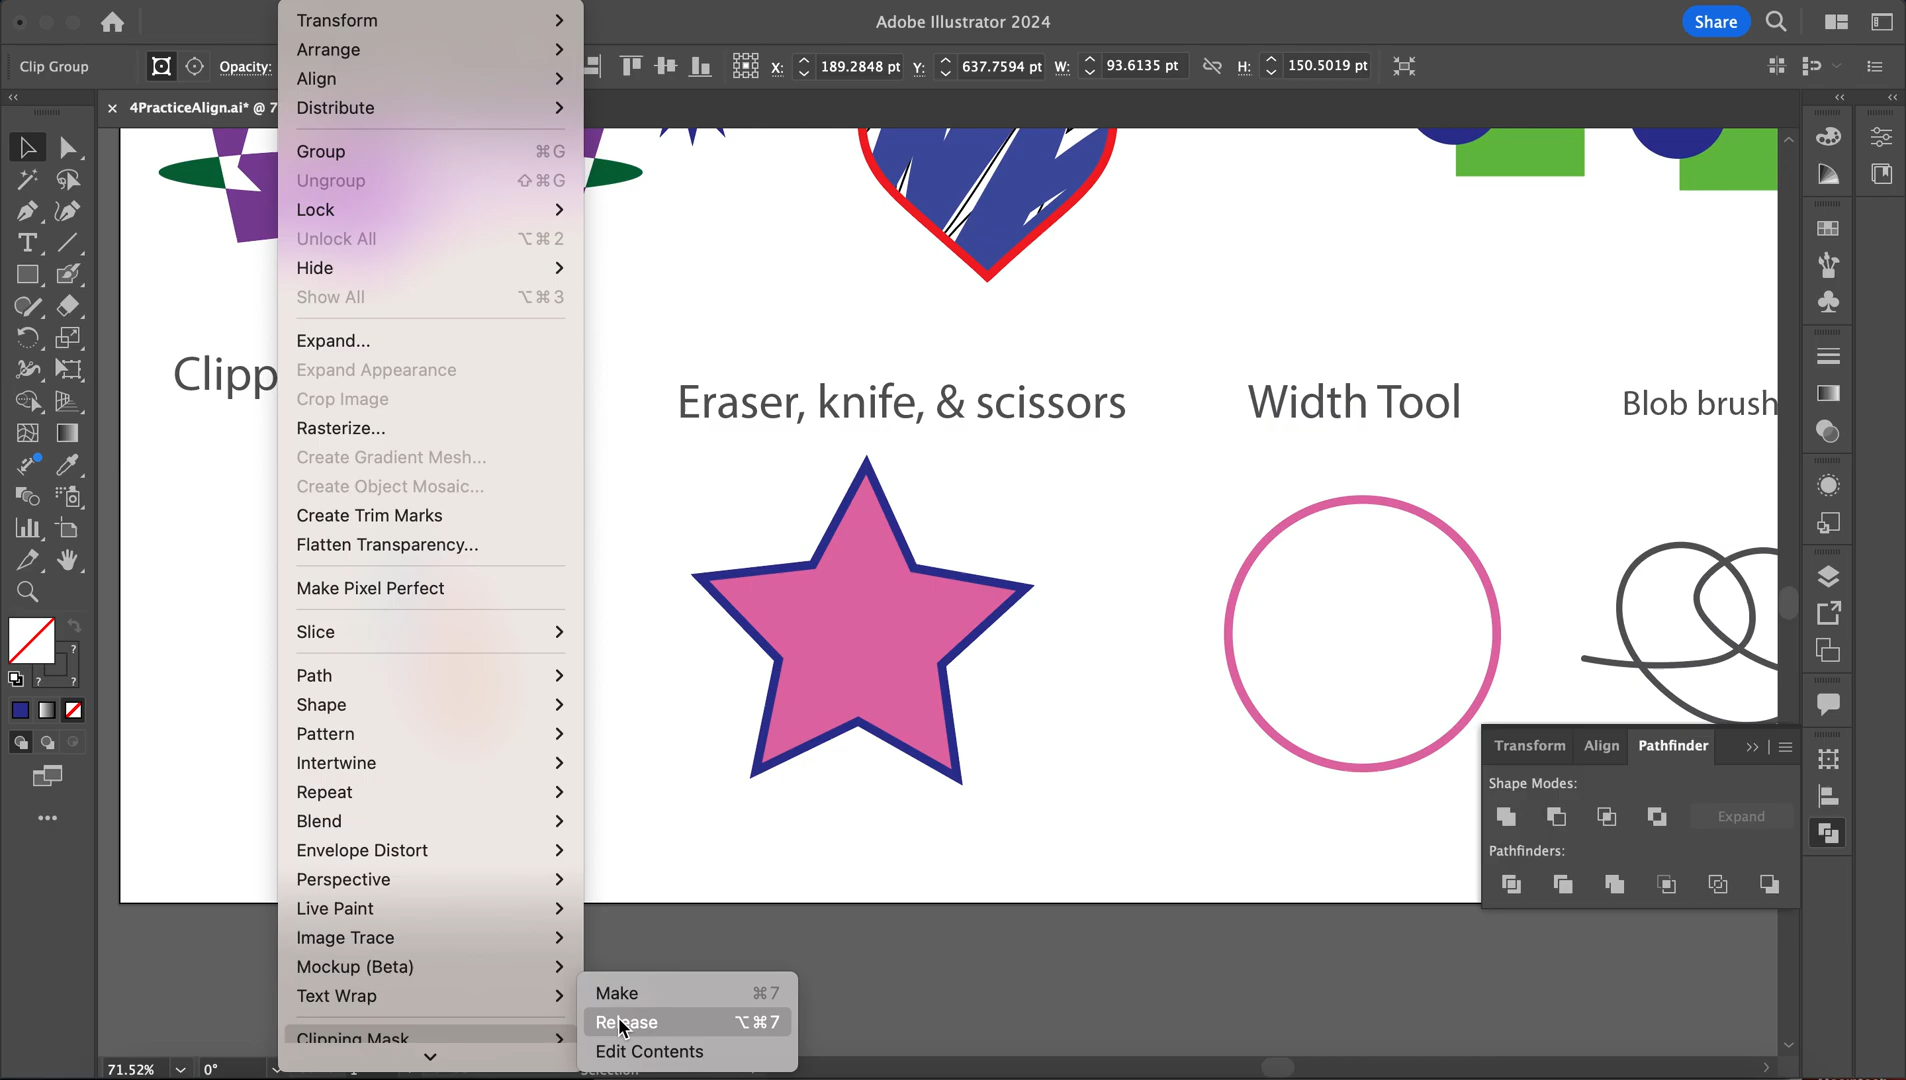 Adobe Illustrator 2024
Share
Clip Group
Opacity:
X: 189.2848 pt Y: 637.7594 pt W: 93.6135 pt H: 150.5019 pt
× 4PracticeAlign.ai* @ 7
Transform
Arrange
Align
Distribute
Group ⌘G
Ungroup ⇧⌘G
Lock
Unlock All ⌥⌘2
Hide
Show All ⌥⌘3
Expand...
Expand Appearance
Crop Image
Rasterize...
Create Gradient Mesh...
Create Object Mosaic...
Create Trim Marks
Flatten Transparency...
Make Pixel Perfect
Slice
Path
Shape
Pattern
Intertwine
Repeat
Blend
Envelope Distort
Perspective
Live Paint
Image Trace
Mockup (Beta)
Text Wrap
Clipping Mask
Make ⌘7
Release ⌥⌘7
Edit Contents
Clipp
Eraser, knife, & scissors
Width Tool
Blob brush
Transform Align Pathfinder
Shape Modes:
Expand
Pathfinders:
71.52% 0°
Selection